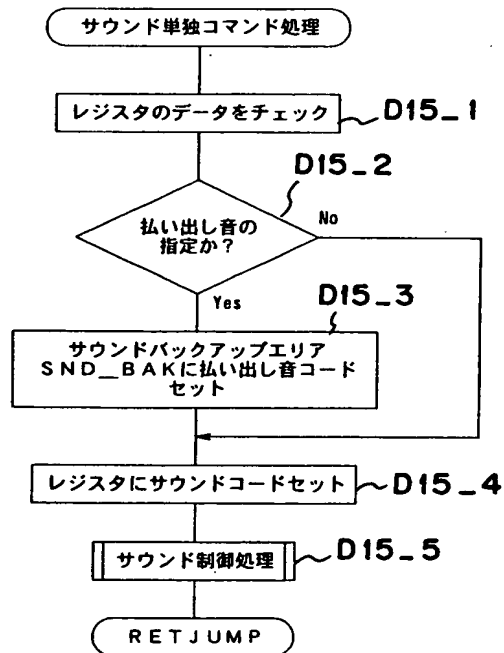 サウンド単独コマンド処理
レジスタのデータをチェック
D15_1
D15_2
払い出し音の
指定か?
No
Yes
D15_3
サウンドバックアップエリア
SND__BAKに払い出し音コード
セット
レジスタにサウンドコードセット
D15_4
サウンド制御処理
D15_5
RETJUMP